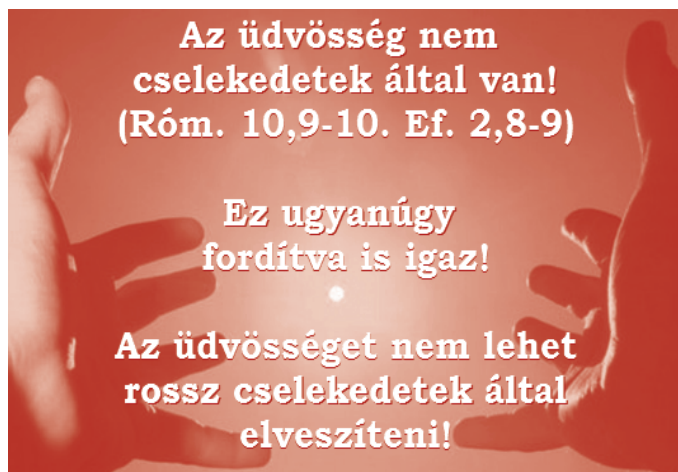 Az üdvösség nem
cselekedetek által van!
(Róm. 10,9-10. Ef. 2,8-9)
Ez ugyanúgy
fordítva is igaz!
Az üdvösséget nem lehet
rossz cselekedetek által
elveszíteni!